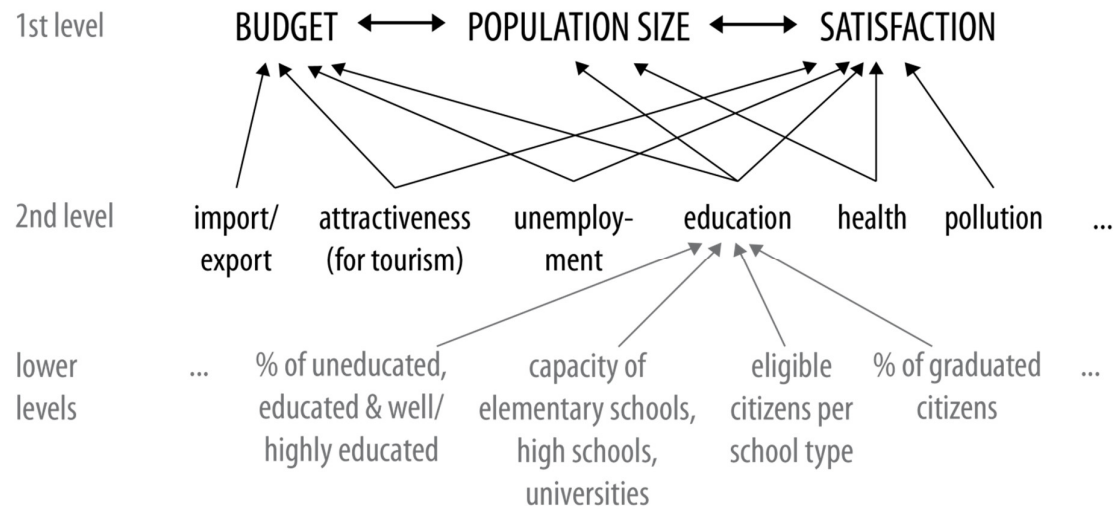 1st level BUDGET POPULATION SIZE SATISFACTION
2nd level import/ attractiveness unemploy- education health pollution ...
export (for tourism) ment
lower ... % of uneducated, capacity of eligible % of graduated ...
levels educated & well/ elementary schools, citizens per citizens
highly educated high schools, school type
universities